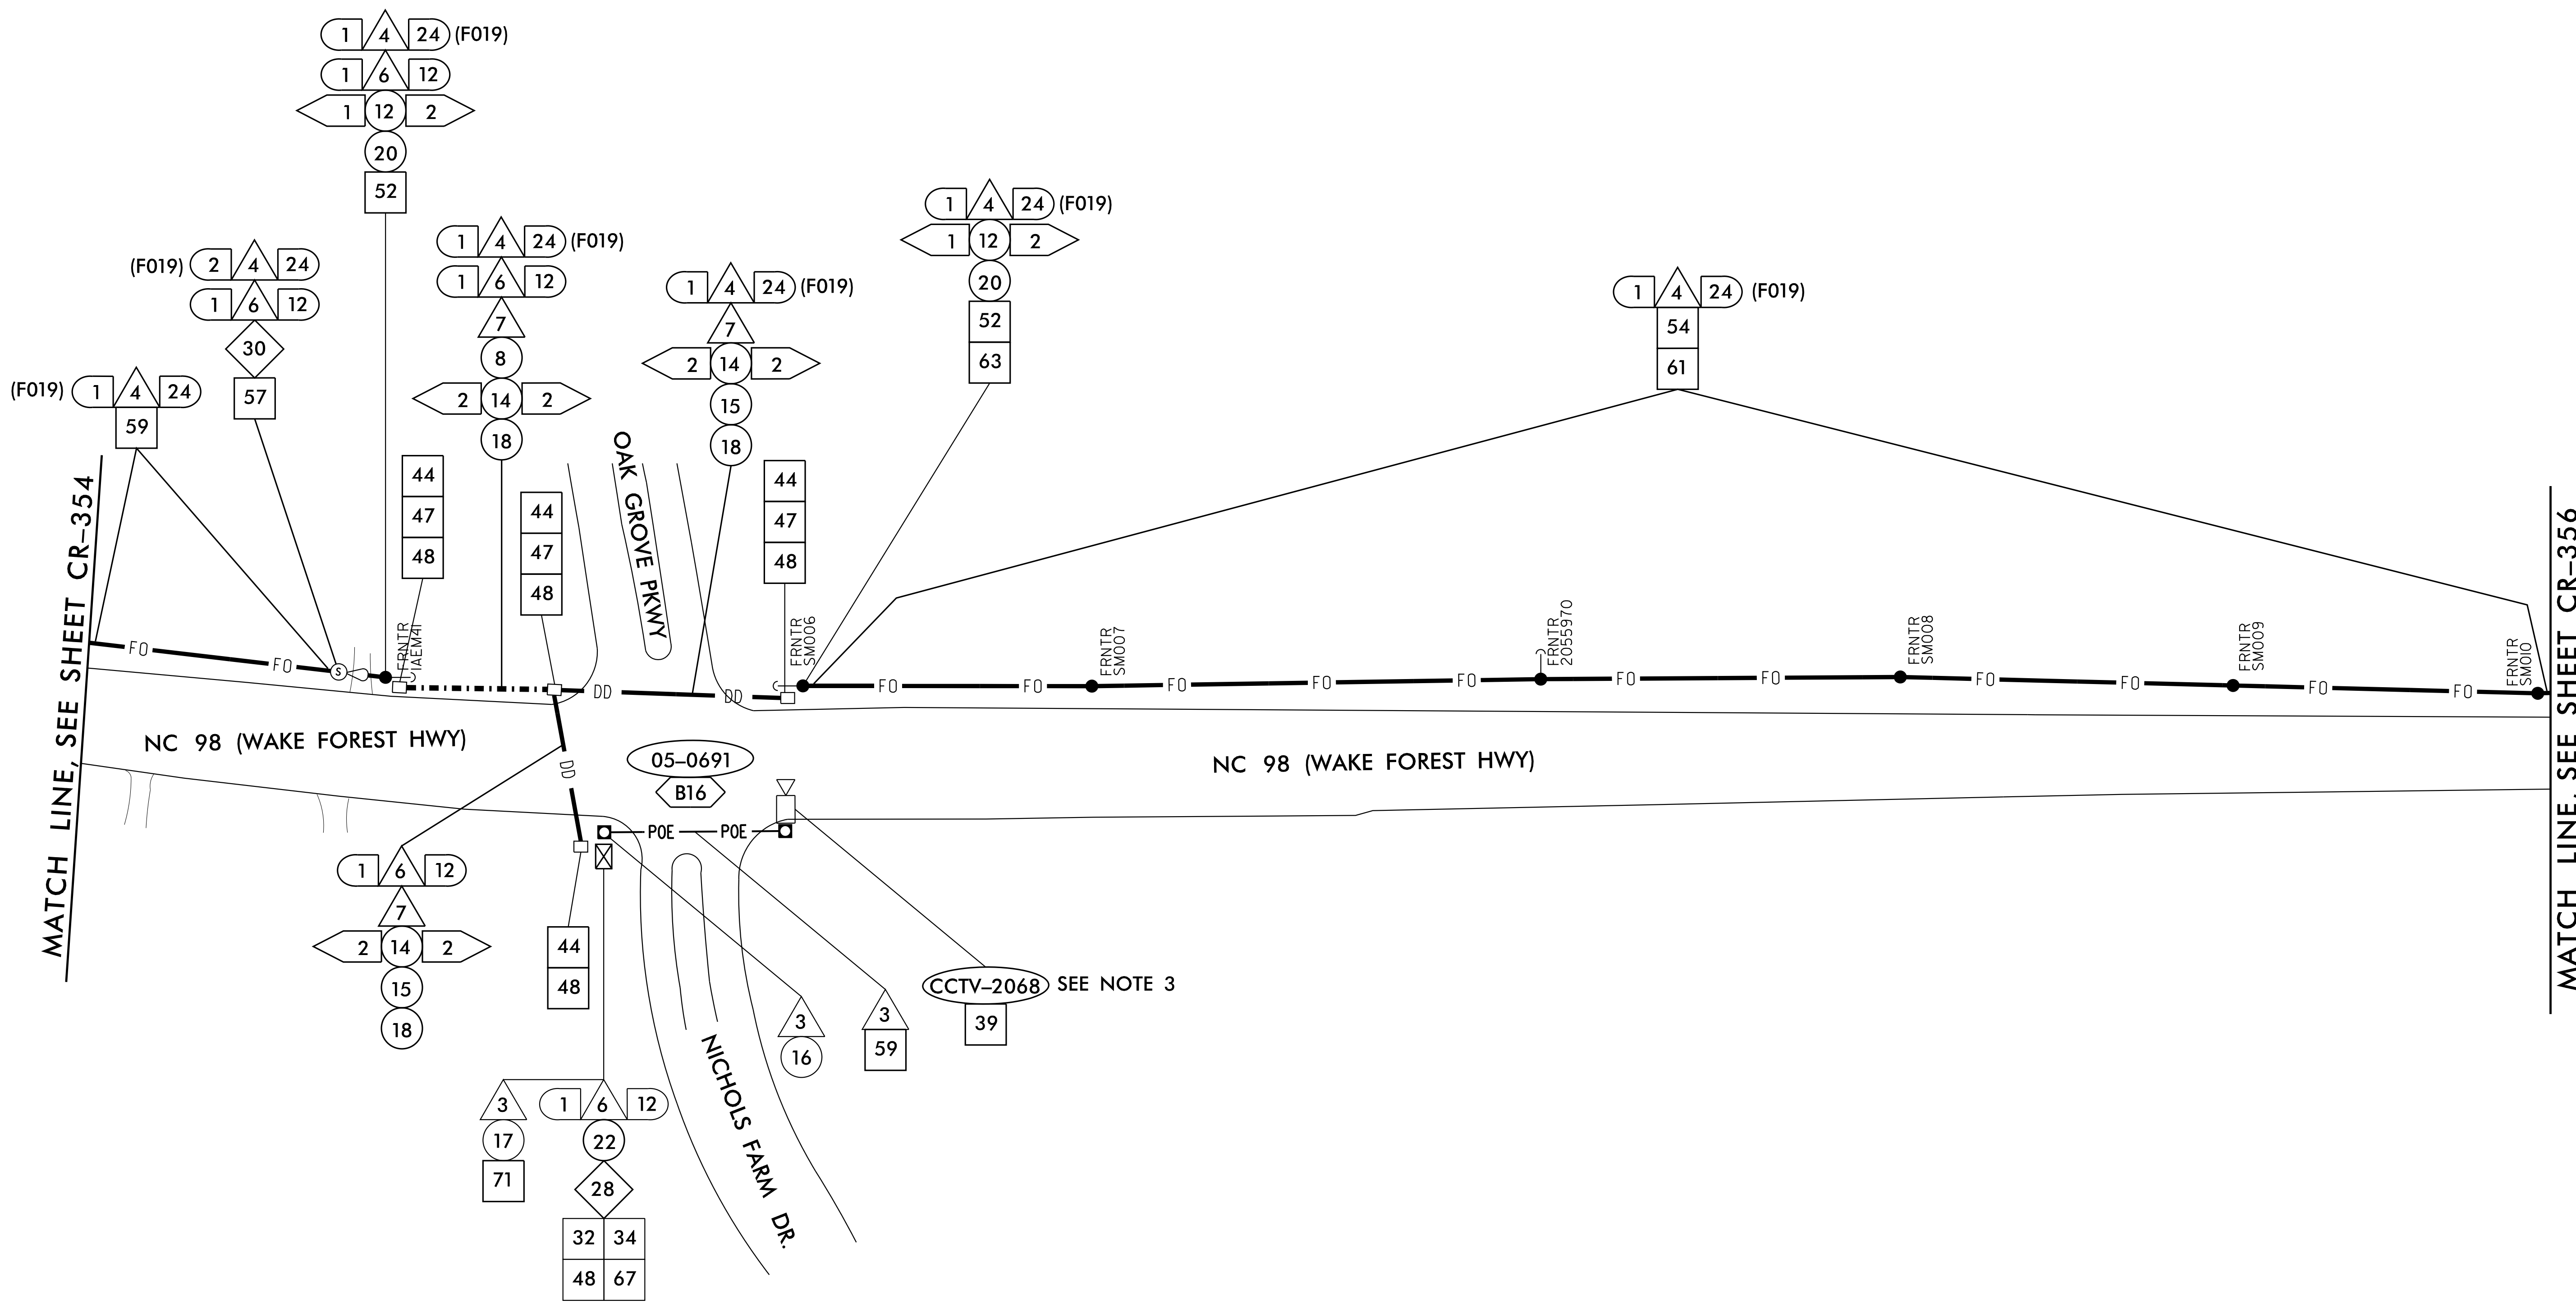 1 4 24 (FO19)
1 6 12
1 12 2
20
52
1 4 24 (FO19)
1 12 2
20
52
63
1 4 24 (FO19)
1 6 12
7
8
14
2 2
18
(FO19) 2 4 24
1 6 12
30
57
1 4 24 (FO19)
7
2 14 2
15
18
1 4 24 (FO19)
54
61
(FO19) 1 4 24
59
44
47
48
44
47
48
44
47
48
OAK GROVE PKWY
MATCH LINE, SEE SHEET CR-354
MATCH LINE, SEE SHEET CR-356
FO
FO
S
FRNTR
DD
DD
FRNTR
SM006
FO
FO
FRNTR
SM007
FO
FO
FO
FRNTR
2055970
FO
FO
FRNTR
SM008
FO
FO
FRNTR
SM009
FO
FO
FRNTR
SM010
NC 98 (WAKE FOREST HWY)
NC 98 (WAKE FOREST HWY)
DD
05-0691
B16
POE POE
1 6 12
7
2 14 2
15
18
44
48
3
16
3
59
CCTV-2068 SEE NOTE 3
39
NICHOLS FARM DR.
3
17
71
1 6 12
22
28
32 34
48 67